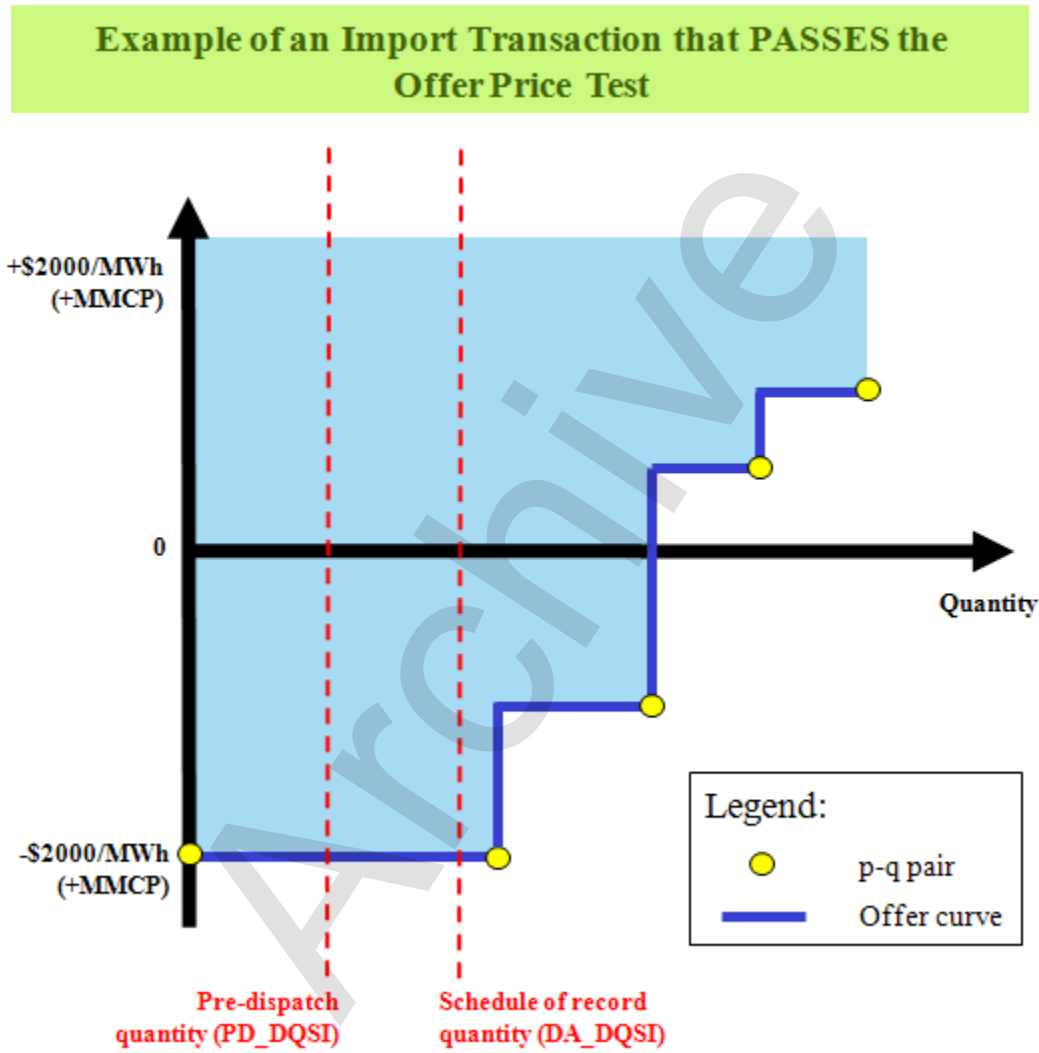 Example of an Import Transaction that PASSES the
Offer Price Test
+$2000/MWh
(+MMCP)
0
Quantity
-$2000/MWh
(+MMCP)
Legend:
p-q pair
Offer curve
Pre-dispatch
quantity (PD_DQSI)
Schedule of record
quantity (DA_DQSI)
Archive